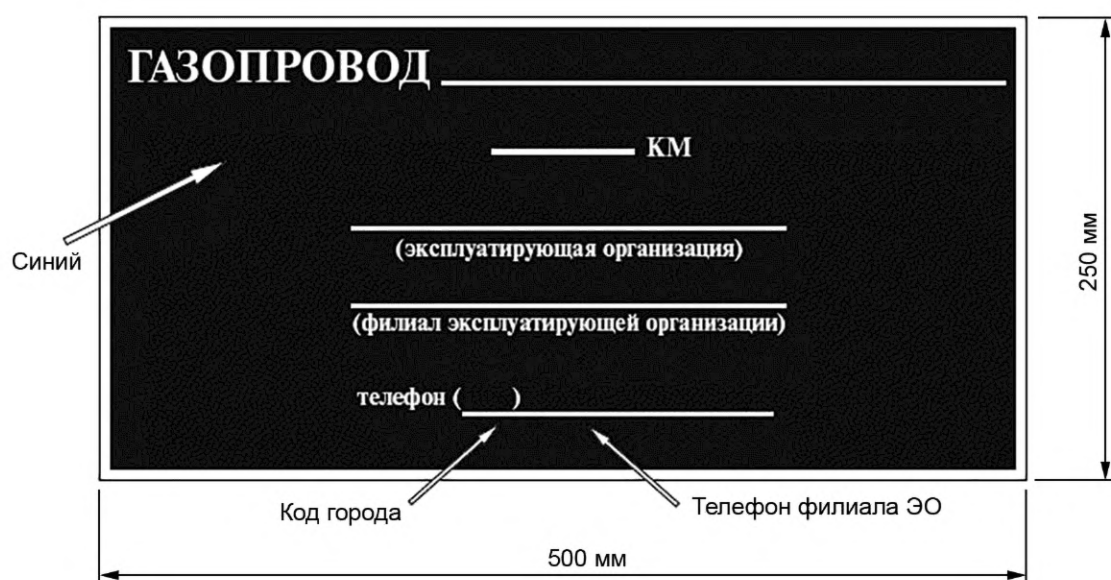 ГАЗОПРОВОД
КМ
(эксплуатирующая организация)
(филиал эксплуатирующей организации)
телефон ( )
Синий
250 мм
Код города
Телефон филиала ЭО
500 мм